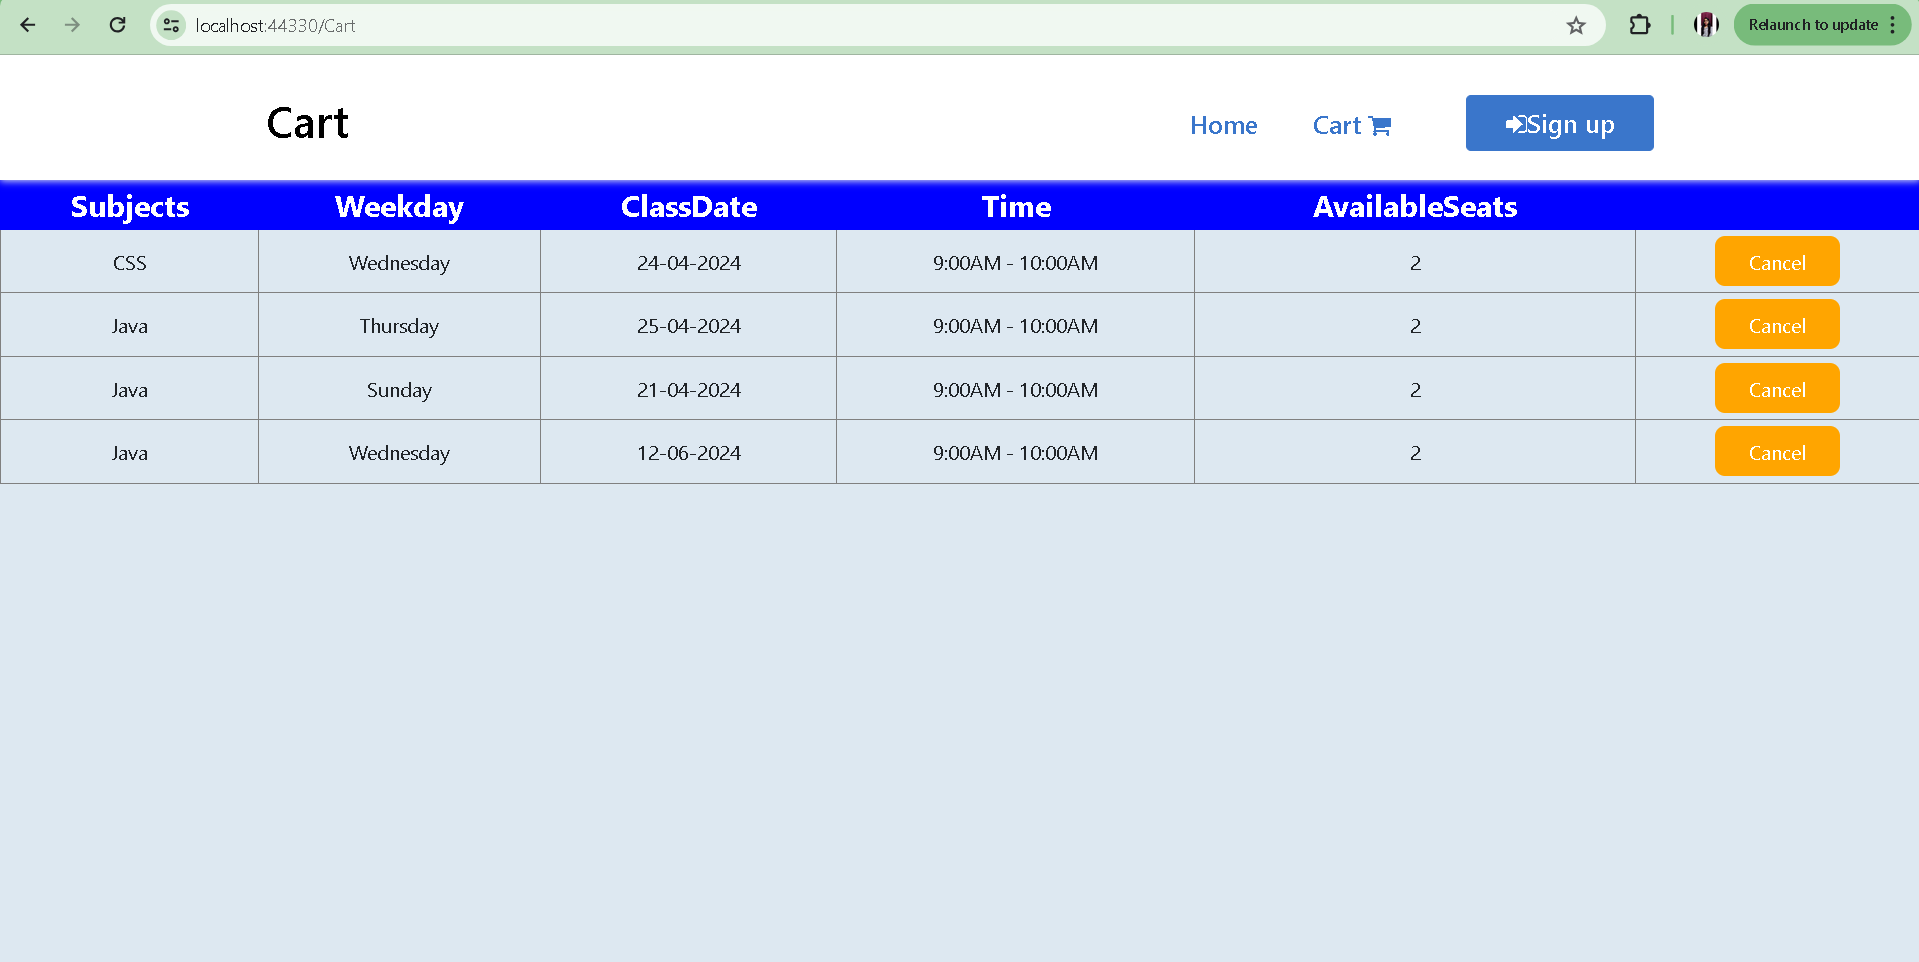 localhost:44330/Cart
Relaunch to update
Cart
Home Cart Sign up
Subjects Weekday ClassDate Time AvailableSeats
CSS Wednesday 24-04-2024 9:00AM - 10:00AM 2 Cancel
Java Thursday 25-04-2024 9:00AM - 10:00AM 2 Cancel
Java Sunday 21-04-2024 9:00AM - 10:00AM 2 Cancel
Java Wednesday 12-06-2024 9:00AM - 10:00AM 2 Cancel